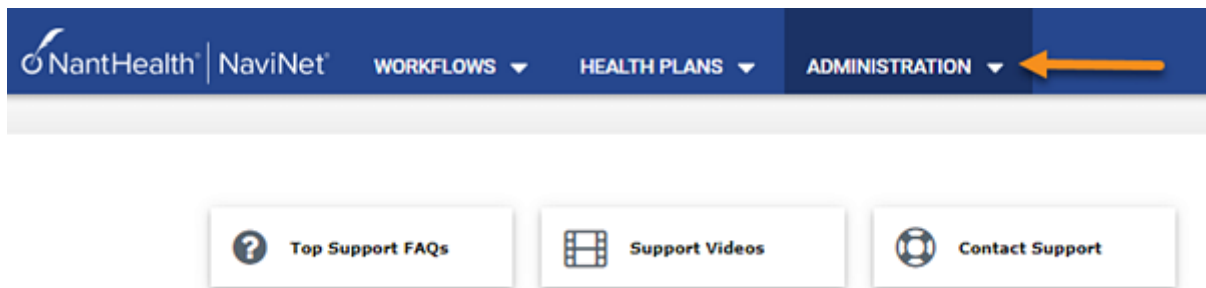 NantHealth® | NaviNet® WORKFLOWS HEALTH PLANS ADMINISTRATION
Top Support FAQs Support Videos Contact Support